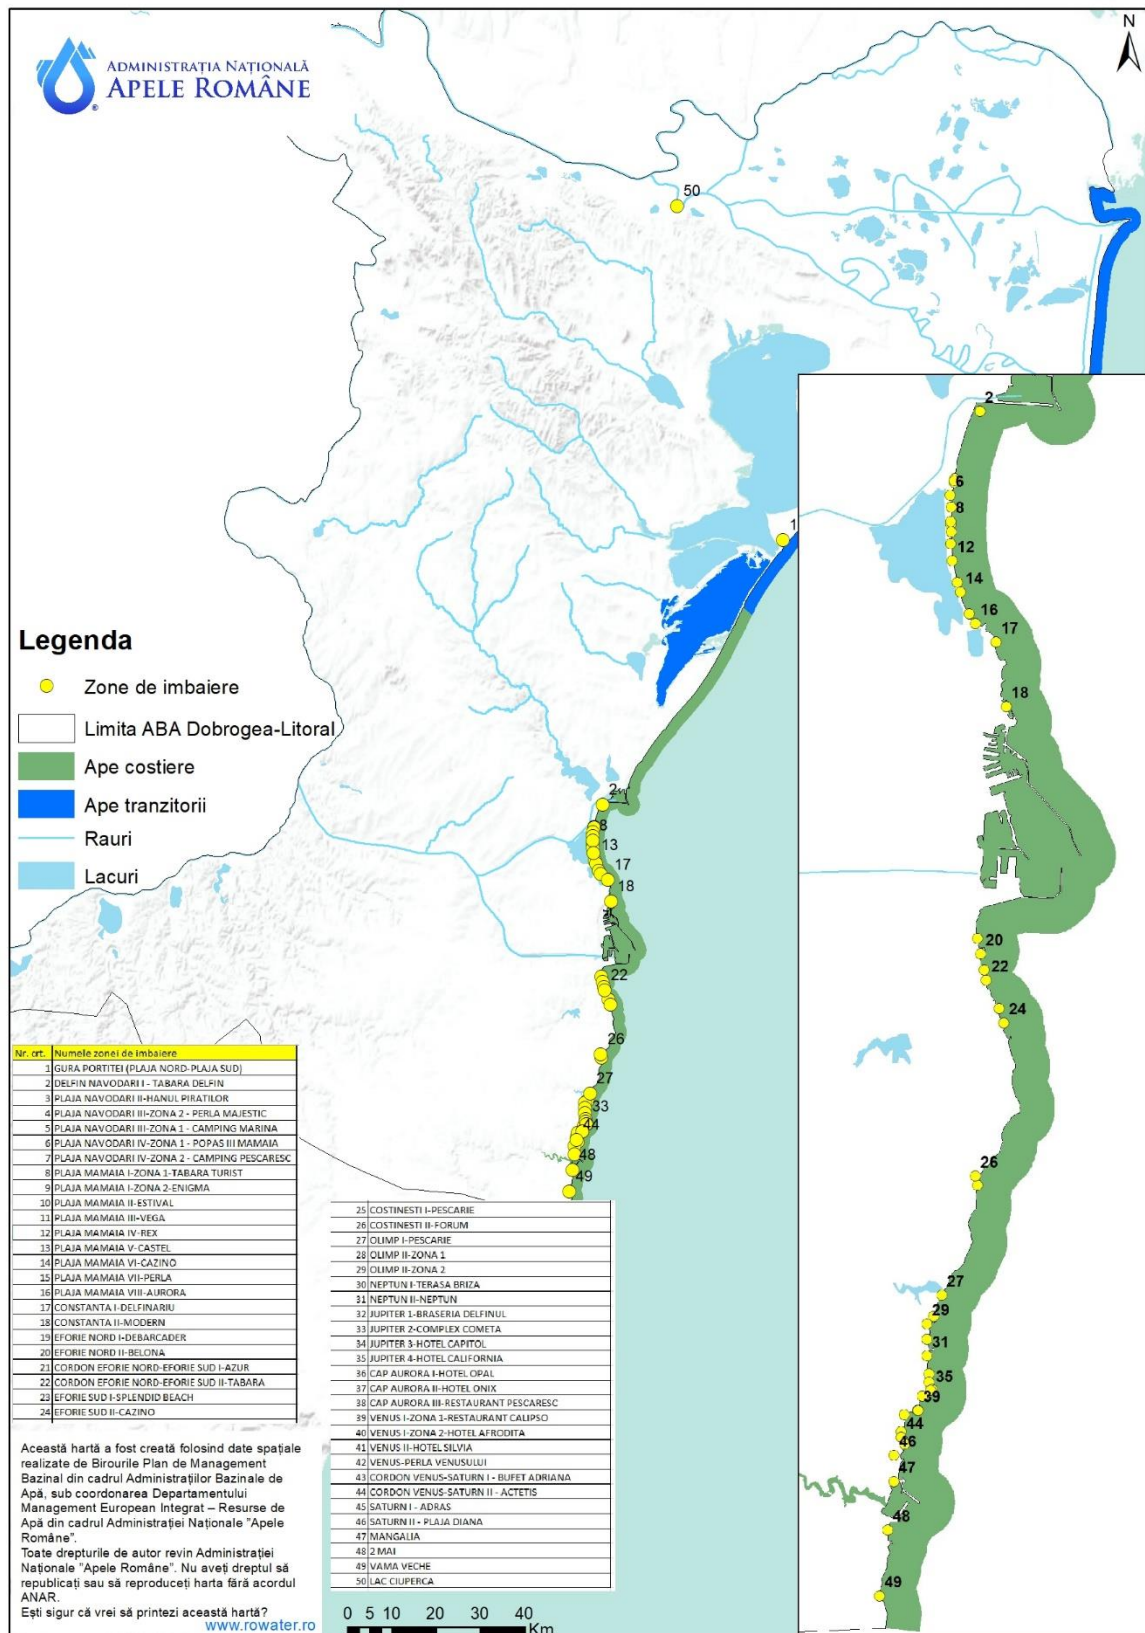 ADMINISTRAȚIA NAȚIONALĂ
APELE ROMÂNE
®
N
50
1
2
8
13
17
18
22
26
27
33
44
48
49
2
6
8
12
14
16
17
18
20
22
24
26
27
29
31
35
39
44
46
47
48
49
Legenda
Zone de imbaiere
Limita ABA Dobrogea-Litoral
Ape costiere
Ape tranzitorii
Rauri
Lacuri
Nr. crt. Numele zonei de imbaiere
1 GURA PORTITEI (PLAJA NORD-PLAJA SUD)
2 DELFIN NAVODARI I - TABARA DELFIN
3 PLAJA NAVODARI II-HANUL PIRATILOR
4 PLAJA NAVODARI III-ZONA 2 - PERLA MAJESTIC
5 PLAJA NAVODARI III-ZONA 1 - CAMPING MARINA
6 PLAJA NAVODARI IV-ZONA 1 - POPAS III MAMAIA
7 PLAJA NAVODARI IV-ZONA 2 - CAMPING PESCARESC
8 PLAJA MAMAIA I-ZONA 1-TABARA TURIST
9 PLAJA MAMAIA I-ZONA 2-ENIGMA
10 PLAJA MAMAIA II-ESTIVAL
11 PLAJA MAMAIA III-VEGA
12 PLAJA MAMAIA IV-REX
13 PLAJA MAMAIA V-CASTEL
14 PLAJA MAMAIA VI-CAZINO
15 PLAJA MAMAIA VII-PERLA
16 PLAJA MAMAIA VIII-AURORA
17 CONSTANTA I-DELFINARIU
18 CONSTANTA II-MODERN
19 EFORIE NORD I-DEBARCADER
20 EFORIE NORD II-BELONA
21 CORDON EFORIE NORD-EFORIE SUD I-AZUR
22 CORDON EFORIE NORD-EFORIE SUD II-TABARA
23 EFORIE SUD I-SPLENDID BEACH
24 EFORIE SUD II-CAZINO
25 COSTINESTI I-PESCARIE
26 COSTINESTI II-FORUM
27 OLIMP I-PESCARIE
28 OLIMP II-ZONA 1
29 OLIMP II-ZONA 2
30 NEPTUN I-TERASA BRIZA
31 NEPTUN II-NEPTUN
32 JUPITER 1-BRASERIA DELFINUL
33 JUPITER 2-COMPLEX COMETA
34 JUPITER 3-HOTEL CAPITOL
35 JUPITER 4-HOTEL CALIFORNIA
36 CAP AURORA I-HOTEL OPAL
37 CAP AURORA II-HOTEL ONIX
38 CAP AURORA III-RESTAURANT PESCARESC
39 VENUS I-ZONA 1-RESTAURANT CALIPSO
40 VENUS I-ZONA 2-HOTEL AFRODITA
41 VENUS II-HOTEL SILVIA
42 VENUS-PERLA VENUSULUI
43 CORDON VENUS-SATURN I - BUFET ADRIANA
44 CORDON VENUS-SATURN II - ACTETIS
45 SATURN I - ADRAS
46 SATURN II - PLAJA DIANA
47 MANGALIA
48 2 MAI
49 VAMA VECHE
50 LAC CIUPERCA
Această hartă a fost creată folosind date spațiale
realizate de Birourile Plan de Management
Bazinal din cadrul Administrațiilor Bazinale de
Apă, sub coordonarea Departamentului
Management European Integrat – Resurse de
Apă din cadrul Administrației Naționale "Apele
Române".
Toate drepturile de autor revin Administrației
Naționale "Apele Române". Nu aveți dreptul să
republicați sau să reproduceți harta fără acordul
ANAR.
Ești sigur că vrei să printezi această hartă?
www.rowater.ro
0 5 10 20 30 40
Km